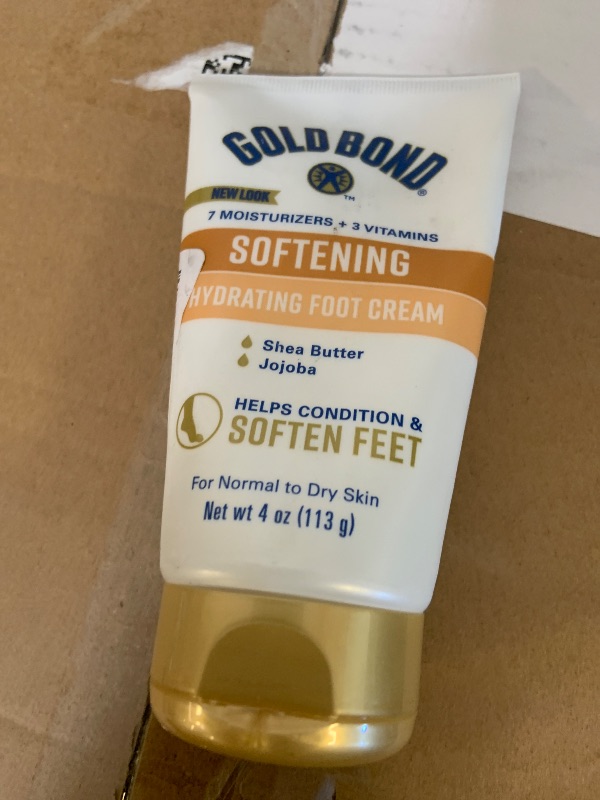 GOLD BOND®
TM
NEW LOOK
7 MOISTURIZERS + 3 VITAMINS
SOFTENING
HYDRATING FOOT CREAM
Shea Butter
Jojoba
HELPS CONDITION &
SOFTEN FEET
For Normal to Dry Skin
Net wt 4 oz (113 g)